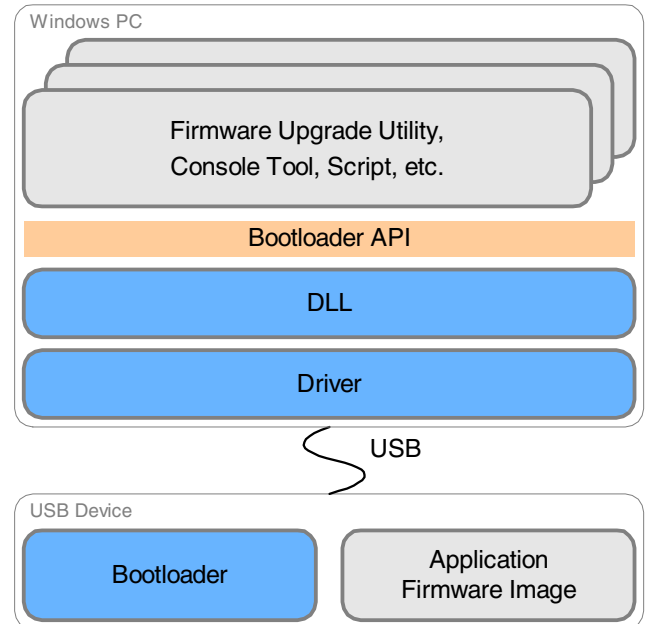 Windows PC
Firmware Upgrade Utility,
Console Tool, Script, etc.
Bootloader API
DLL
Driver
USB
USB Device
Bootloader
Application
Firmware Image